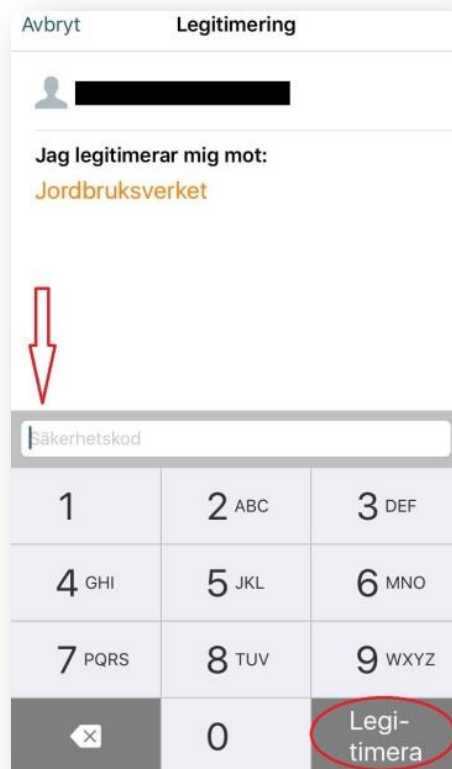 Avbryt Legitimering
Jag legitimerar mig mot:
Jordbruksverket
Säkerhetskod
1 2 ABC 3 DEF
4 GHI 5 JKL 6 MNO
7 PQRS 8 TUV 9 WXYZ
0 Legi-
timera